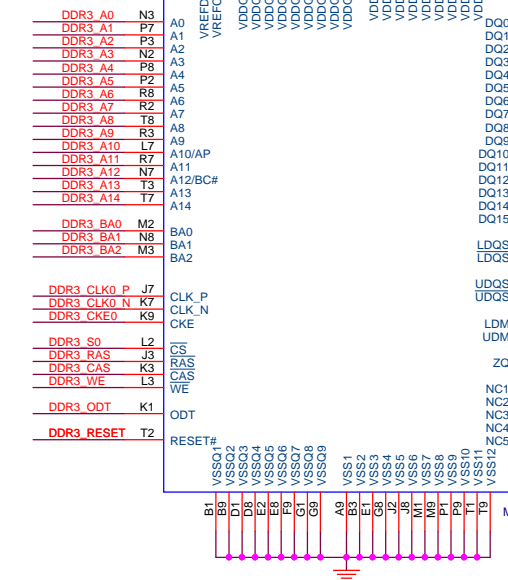 DDR3_A0 N3 A0
DDR3_A1 P7 A1
DDR3_A2 P3 A2
DDR3_A3 N2 A3
DDR3_A4 P8 A4
DDR3_A5 P2 A5
DDR3_A6 R8 A6
DDR3_A7 R2 A7
DDR3_A8 T8 A8
DDR3_A9 R3 A9
DDR3_A10 L7 A10/AP
DDR3_A11 R7 A11
DDR3_A12 N7 A12/BC#
DDR3_A13 T3 A13
DDR3_A14 T7 A14
DDR3_BA0 M2 BA0
DDR3_BA1 N8 BA1
DDR3_BA2 M3 BA2
DDR3_CLK0_P J7 CLK_P
DDR3_CLK0_N K7 CLK_N
DDR3_CKE0 K9 CKE
DDR3_S0 L2 CS
DDR3_RAS J3 RAS
DDR3_CAS K3 CAS
DDR3_WE L3 WE
DDR3_ODT K1 ODT
DDR3_RESET T2 RESET#
DQ0
DQ1
DQ2
DQ3
DQ4
DQ5
DQ6
DQ7
DQ8
DQ9
DQ10
DQ11
DQ12
DQ13
DQ14
DQ15
LDQS
LDQS
UDQS
UDQS
LDM
UDM
ZQ
NC1
NC2
NC3
NC4
NC5
VSSQ1 B1
VSSQ2 B9
VSSQ3 D1
VSSQ4 D8
VSSQ5 E2
VSSQ6 E8
VSSQ7 F9
VSSQ8 G1
VSSQ9 G9
VSS1 A9
VSS2 B3
VSS3 E1
VSS4 G8
VSS5 J2
VSS6 J8
VSS7 M1
VSS8 M9
VSS9 P1
VSS10 P9
VSS11 T1
VSS12 T9